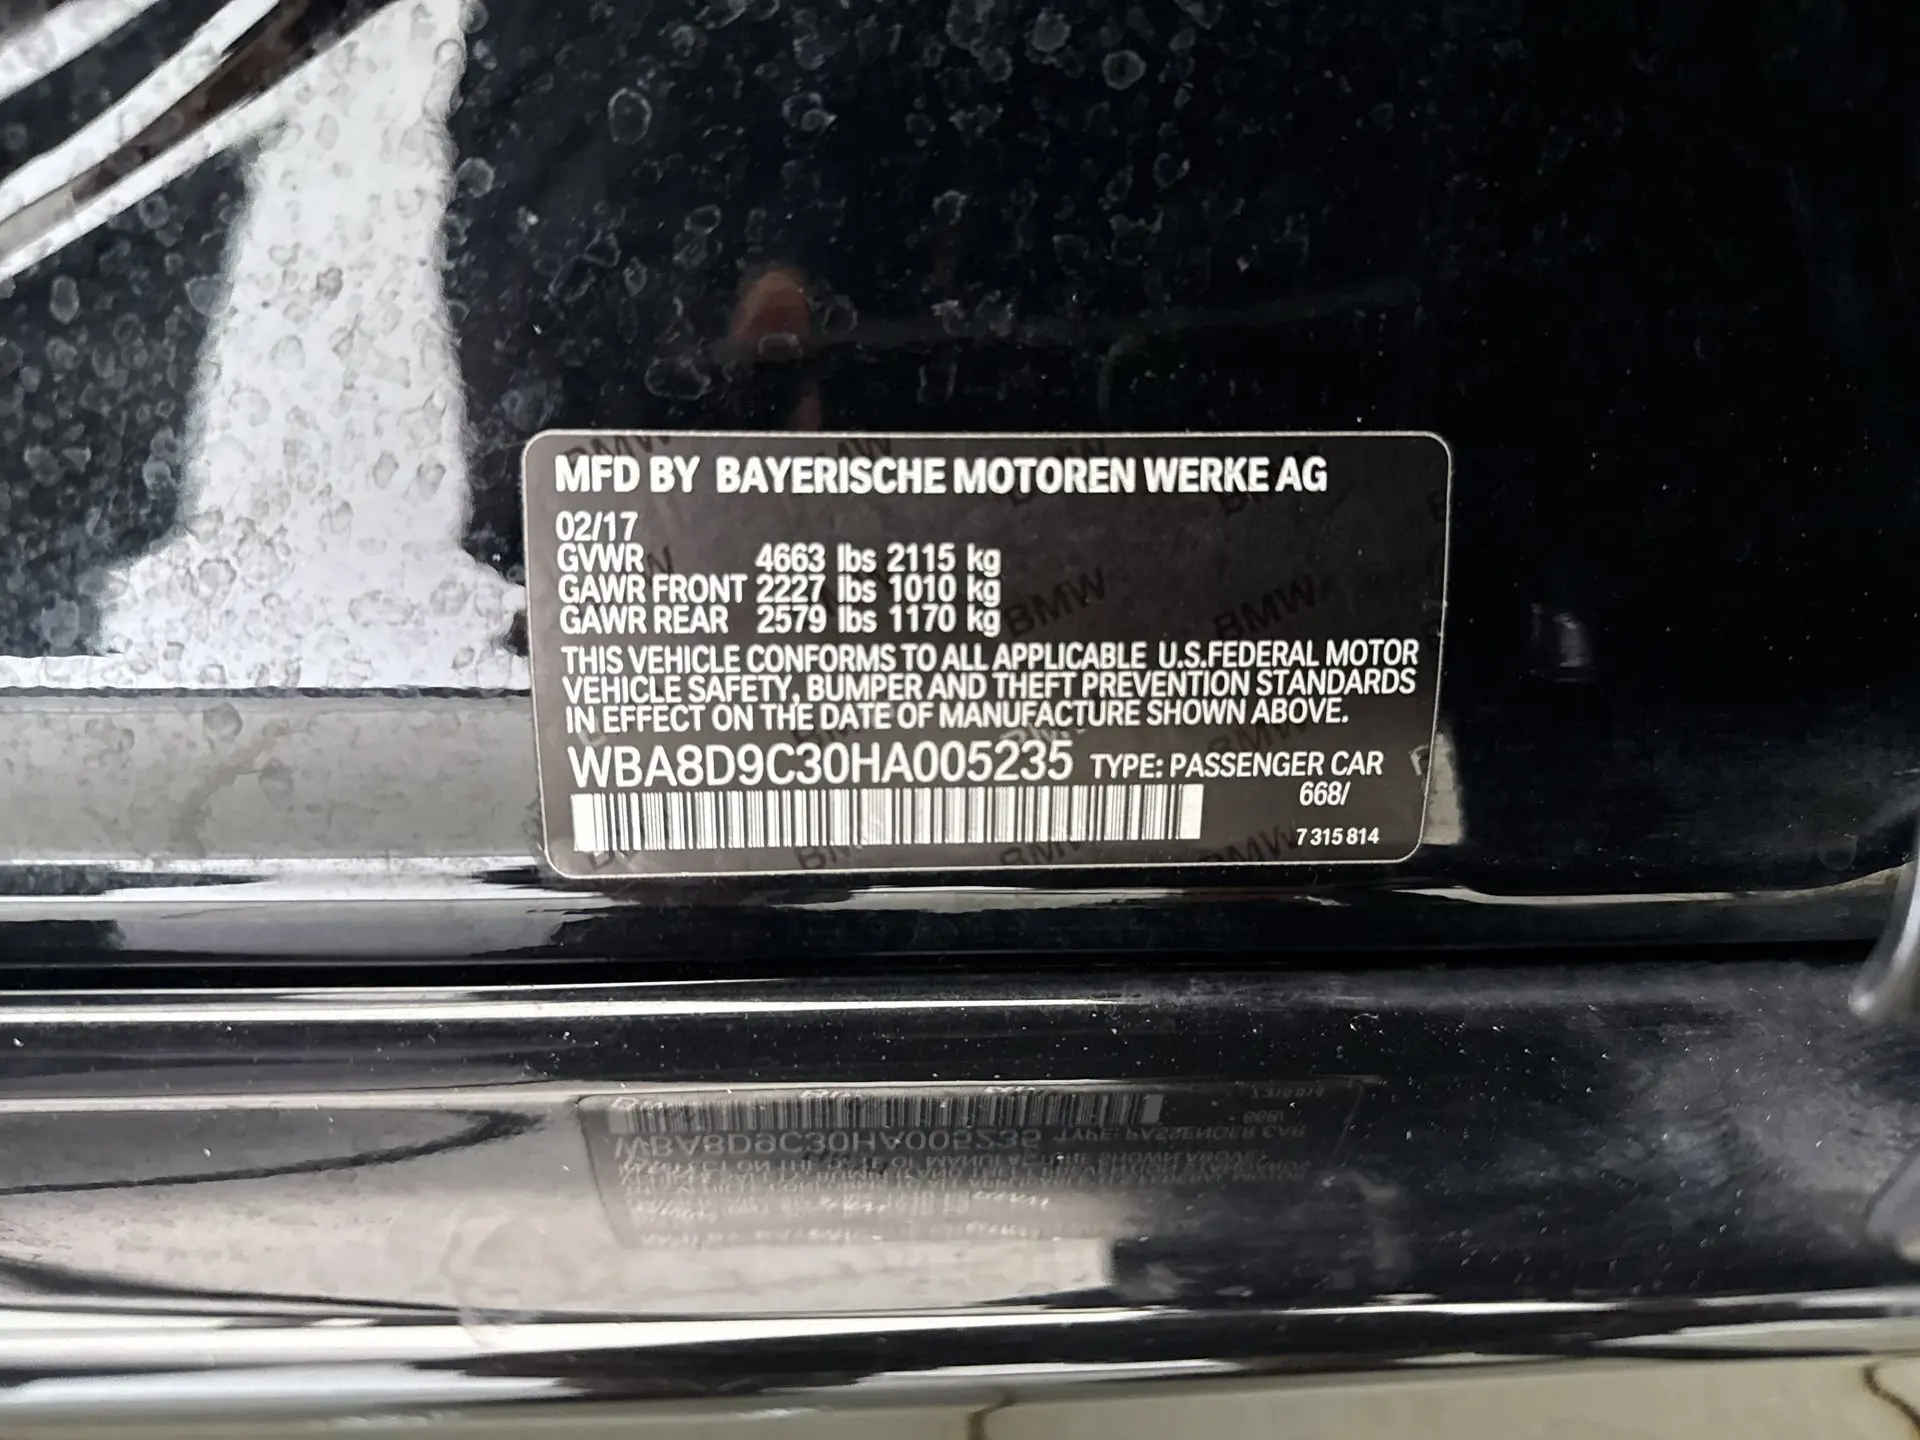 MFD BY BAYERISCHE MOTOREN WERKE AG
02/17
GVWR 4663 lbs 2115 kg
GAWR FRONT 2227 lbs 1010 kg
GAWR REAR 2579 lbs 1170 kg
THIS VEHICLE CONFORMS TO ALL APPLICABLE U.S.FEDERAL MOTOR
VEHICLE SAFETY, BUMPER AND THEFT PREVENTION STANDARDS
IN EFFECT ON THE DATE OF MANUFACTURE SHOWN ABOVE.
WBA8D9C30HA005235 TYPE: PASSENGER CAR
668/
7 315 814